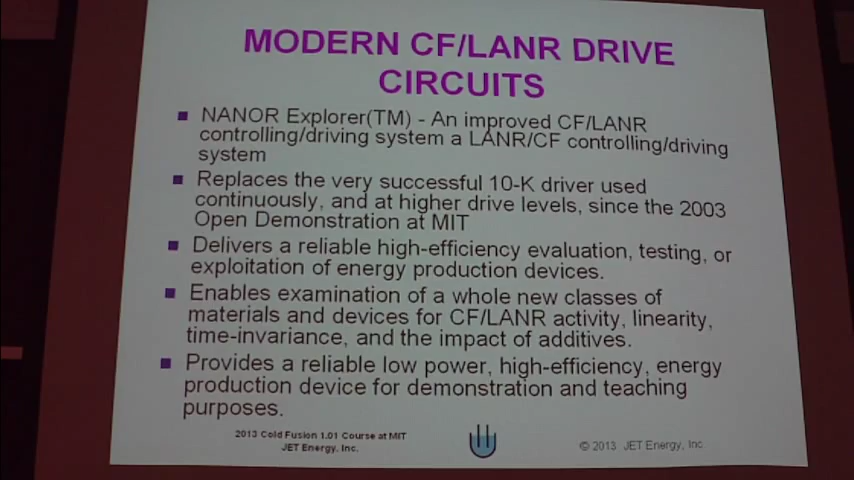 MODERN CF/LANR DRIVE
CIRCUITS
NANOR Explorer(TM) - An improved CF/LANR
controlling/driving system a LANR/CF controlling/driving
system
Replaces the very successful 10-K driver used
continuously, and at higher drive levels, since the 2003
Open Demonstration at MIT
Delivers a reliable high-efficiency evaluation, testing, or
exploitation of energy production devices.
Enables examination of a whole new classes of
materials and devices for CF/LANR activity, linearity,
time-invariance, and the impact of additives.
Provides a reliable low power, high-efficiency, energy
production device for demonstration and teaching
purposes.
2013 Cold Fusion 1.01 Course at MIT
JET Energy, Inc.
© 2013 JET Energy, Inc.